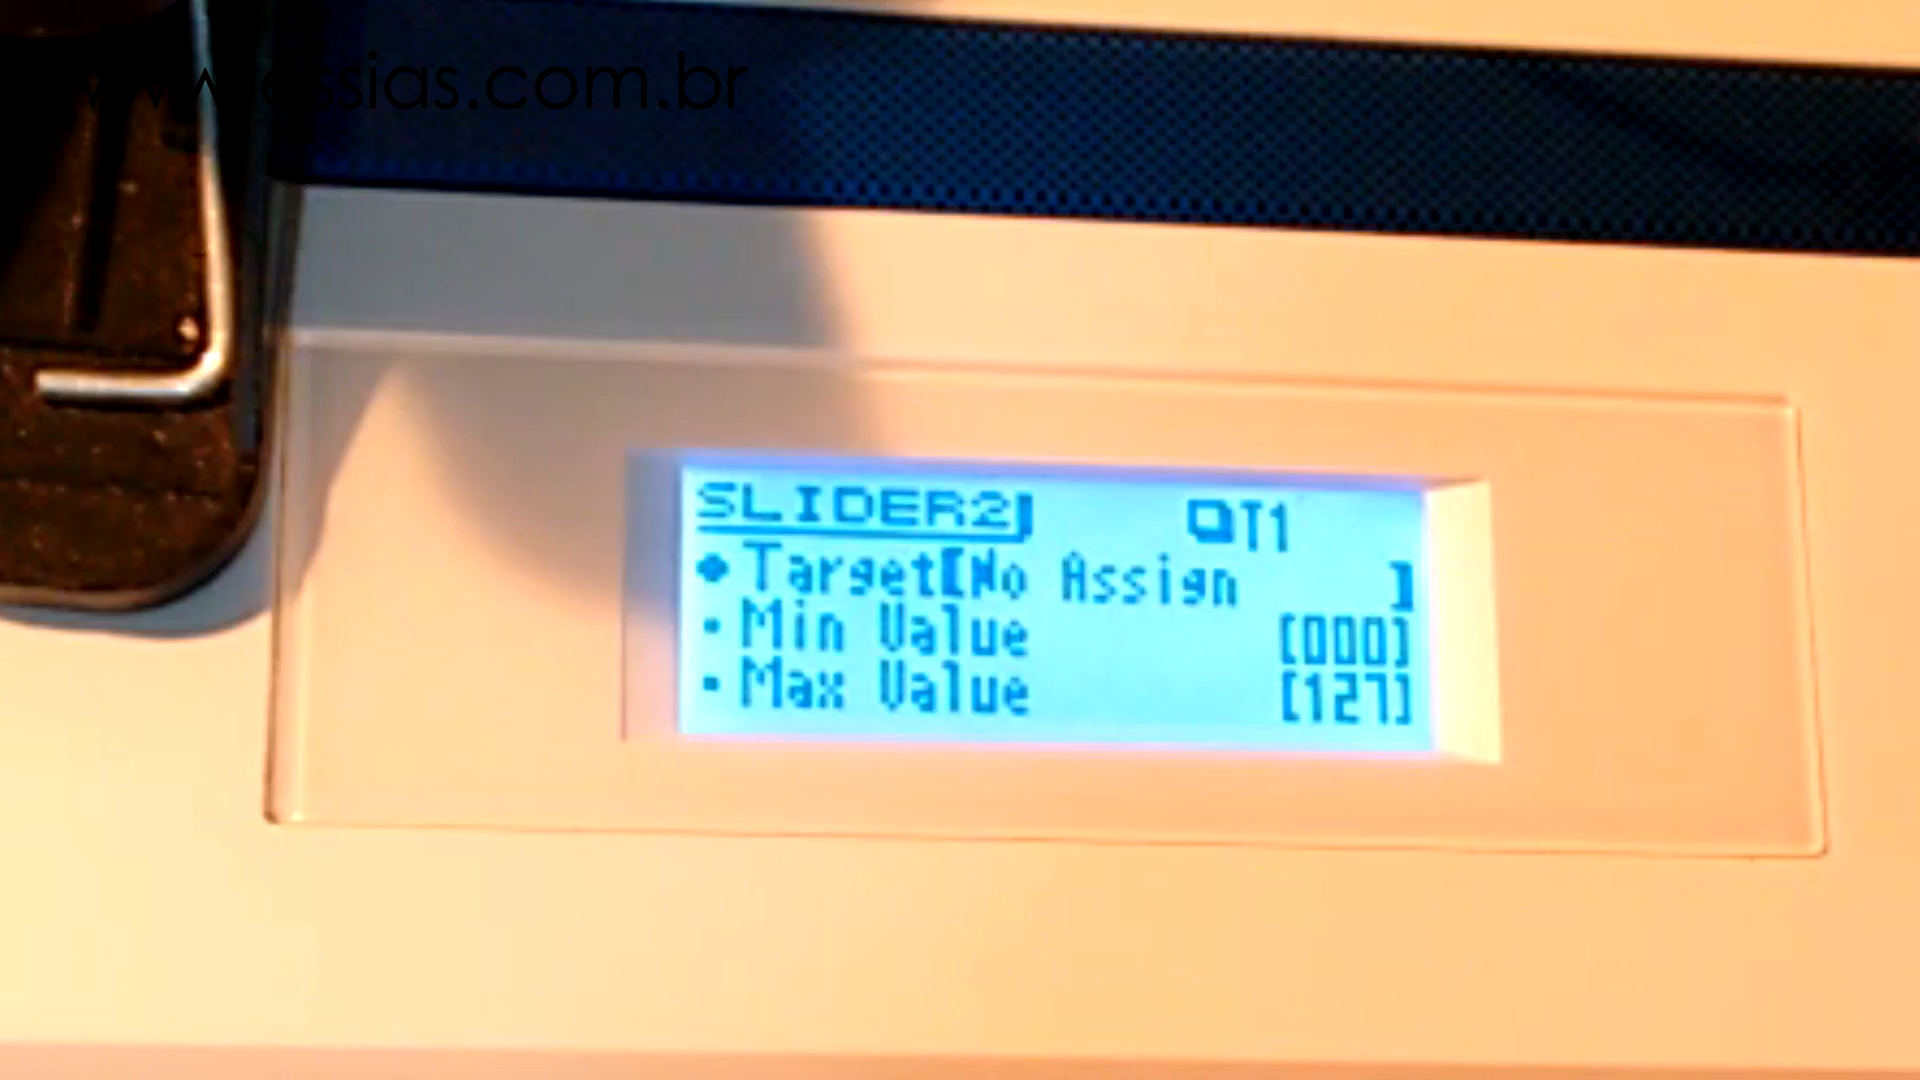 essias.com.br
SLIDER2 T1
Target[No Assign ]
Min Value [000]
Max Value [127]